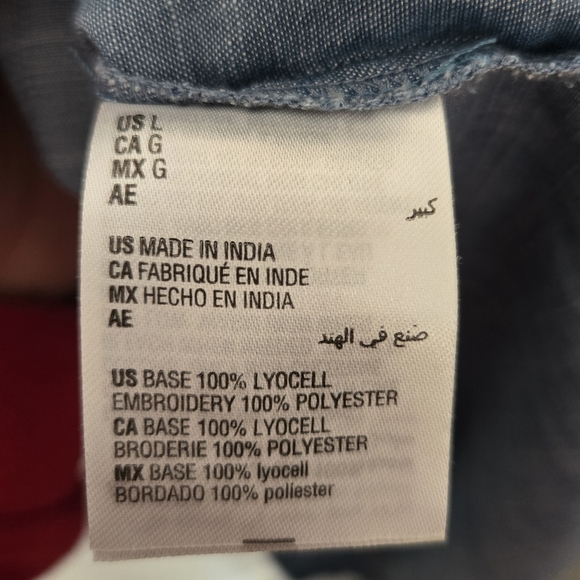 US L
CA G
MX G
AE
كبير
US MADE IN INDIA
CA FABRIQUÉ EN INDE
MX HECHO EN INDIA
AE
صنع في الهند
US BASE 100% LYOCELL
EMBROIDERY 100% POLYESTER
CA BASE 100% LYOCELL
BRODERIE 100% POLYESTER
MX BASE 100% lyocell
BORDADO 100% poliester